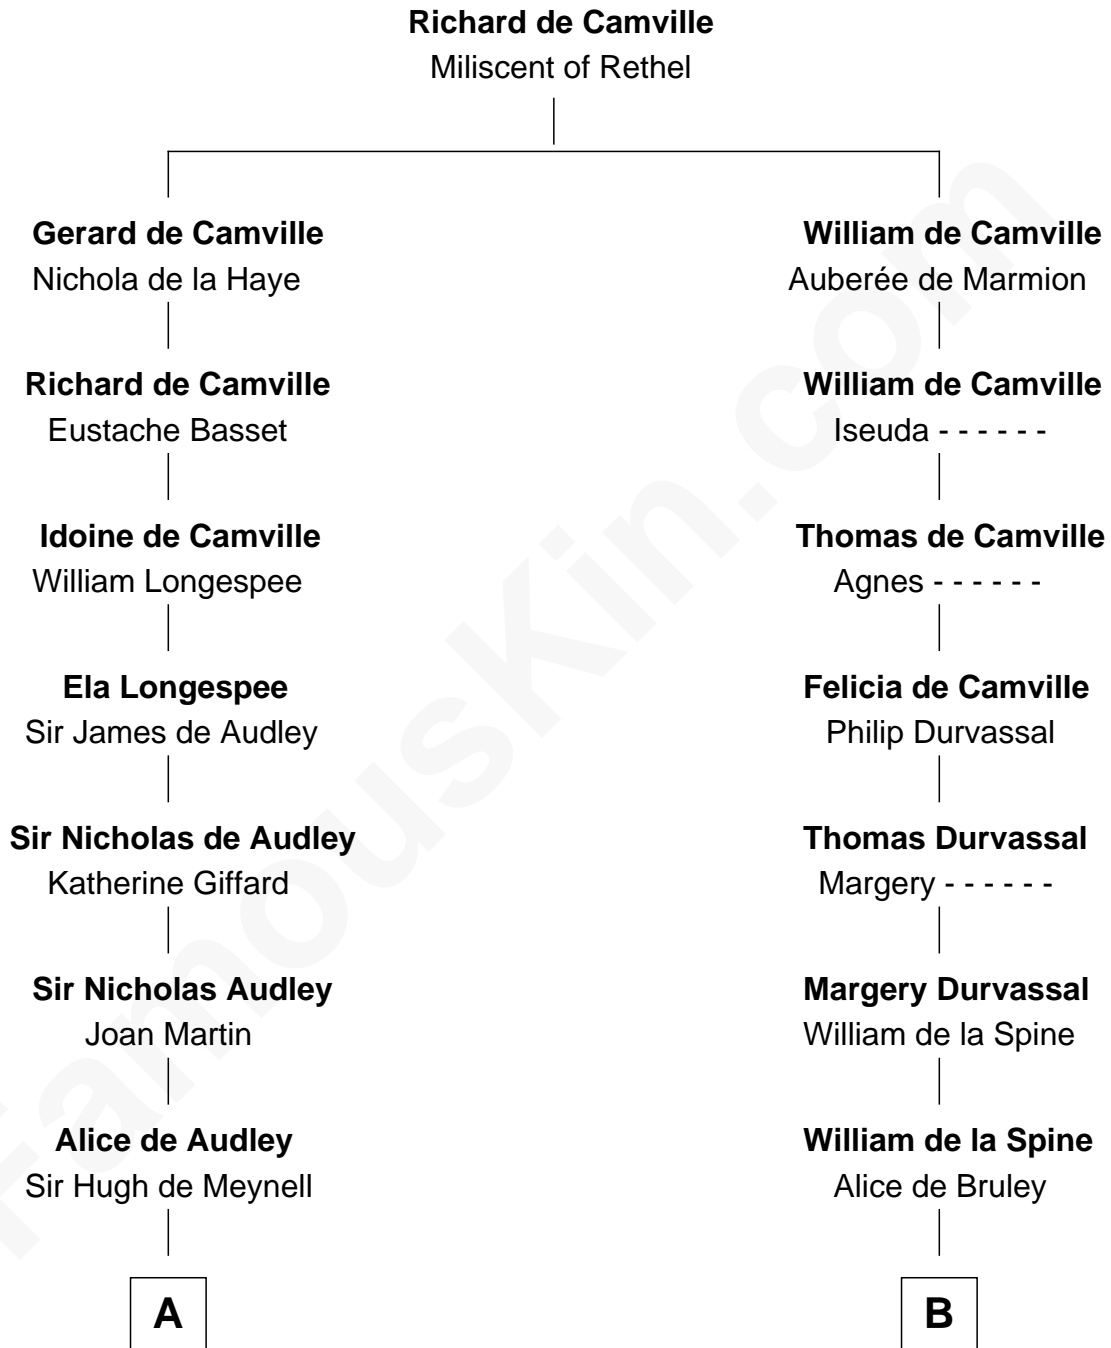 Richard de Camville
Miliscent of Rethel
Gerard de Camville
Nichola de la Haye
William de Camville
Auberée de Marmion
Richard de Camville
Eustache Basset
William de Camville
Iseuda - - - - - -
Idoine de Camville
William Longespee
Thomas de Camville
Agnes - - - - - -
Ela Longespee
Sir James de Audley
Felicia de Camville
Philip Durvassal
Sir Nicholas de Audley
Katherine Giffard
Thomas Durvassal
Margery - - - - - -
Sir Nicholas Audley
Joan Martin
Margery Durvassal
William de la Spine
Alice de Audley
Sir Hugh de Meynell
William de la Spine
Alice de Bruley
A
B
FamousKin.com